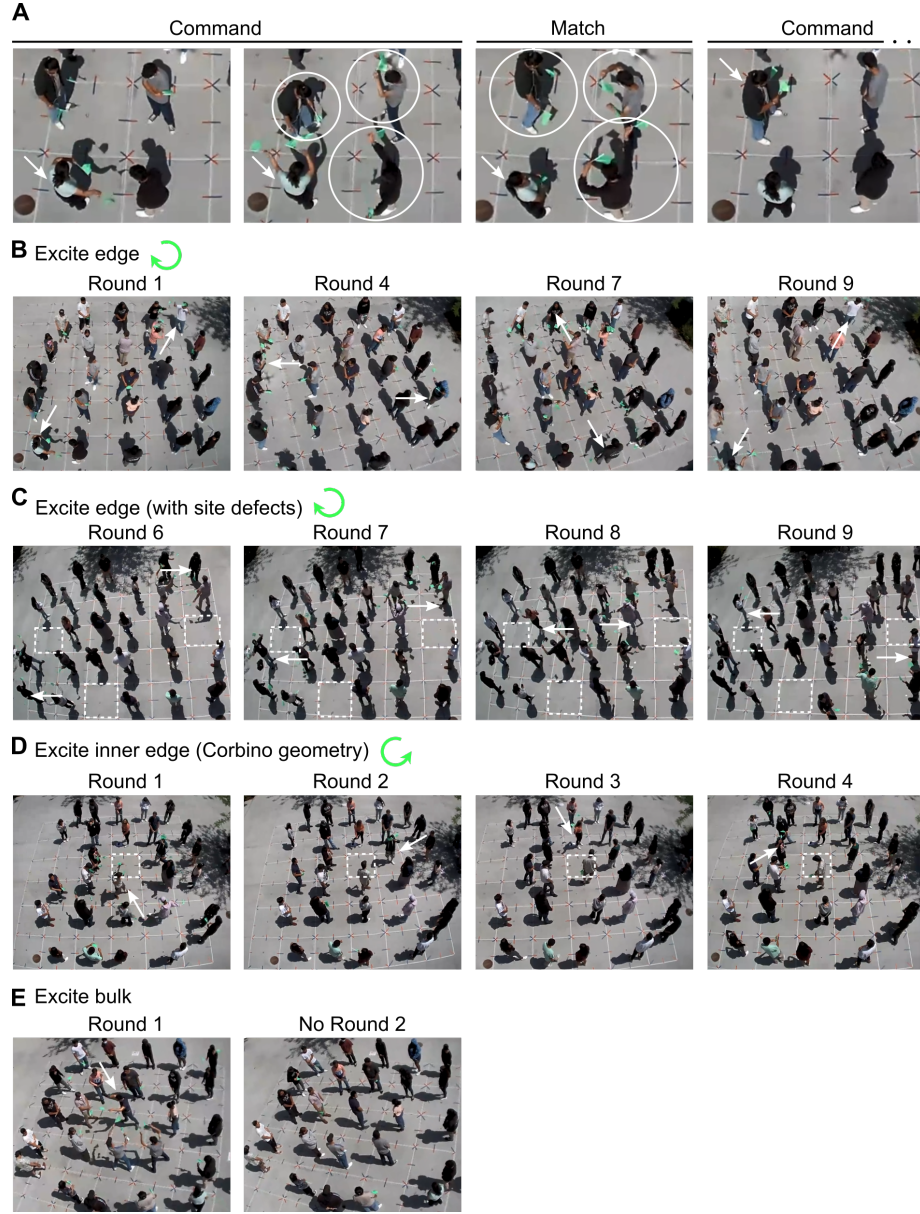 A
Command Match Command . .
B Excite edge
Round 1 Round 4 Round 7 Round 9
C Excite edge (with site defects)
Round 6 Round 7 Round 8 Round 9
D Excite inner edge (Corbino geometry)
Round 1 Round 2 Round 3 Round 4
E Excite bulk
Round 1 No Round 2